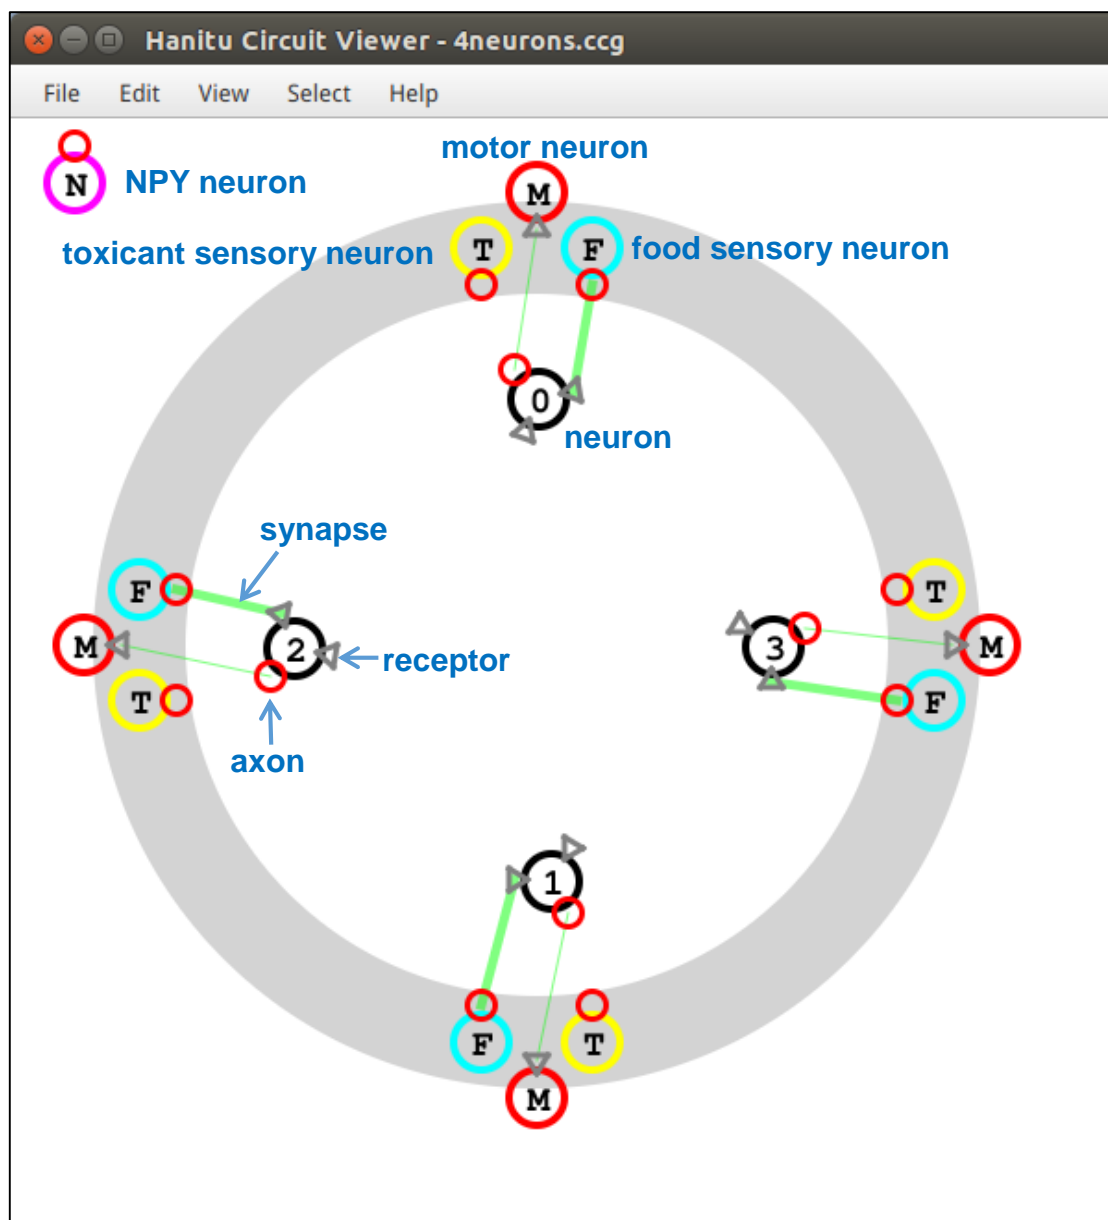 Hanitu Circuit Viewer - 4neurons.ccg
File Edit View Select Help
motor neuron
N NPY neuron
M
toxicant sensory neuron T F food sensory neuron
0
neuron
synapse
F T
M 2 receptor 3 M
T F
axon
1
F T
M